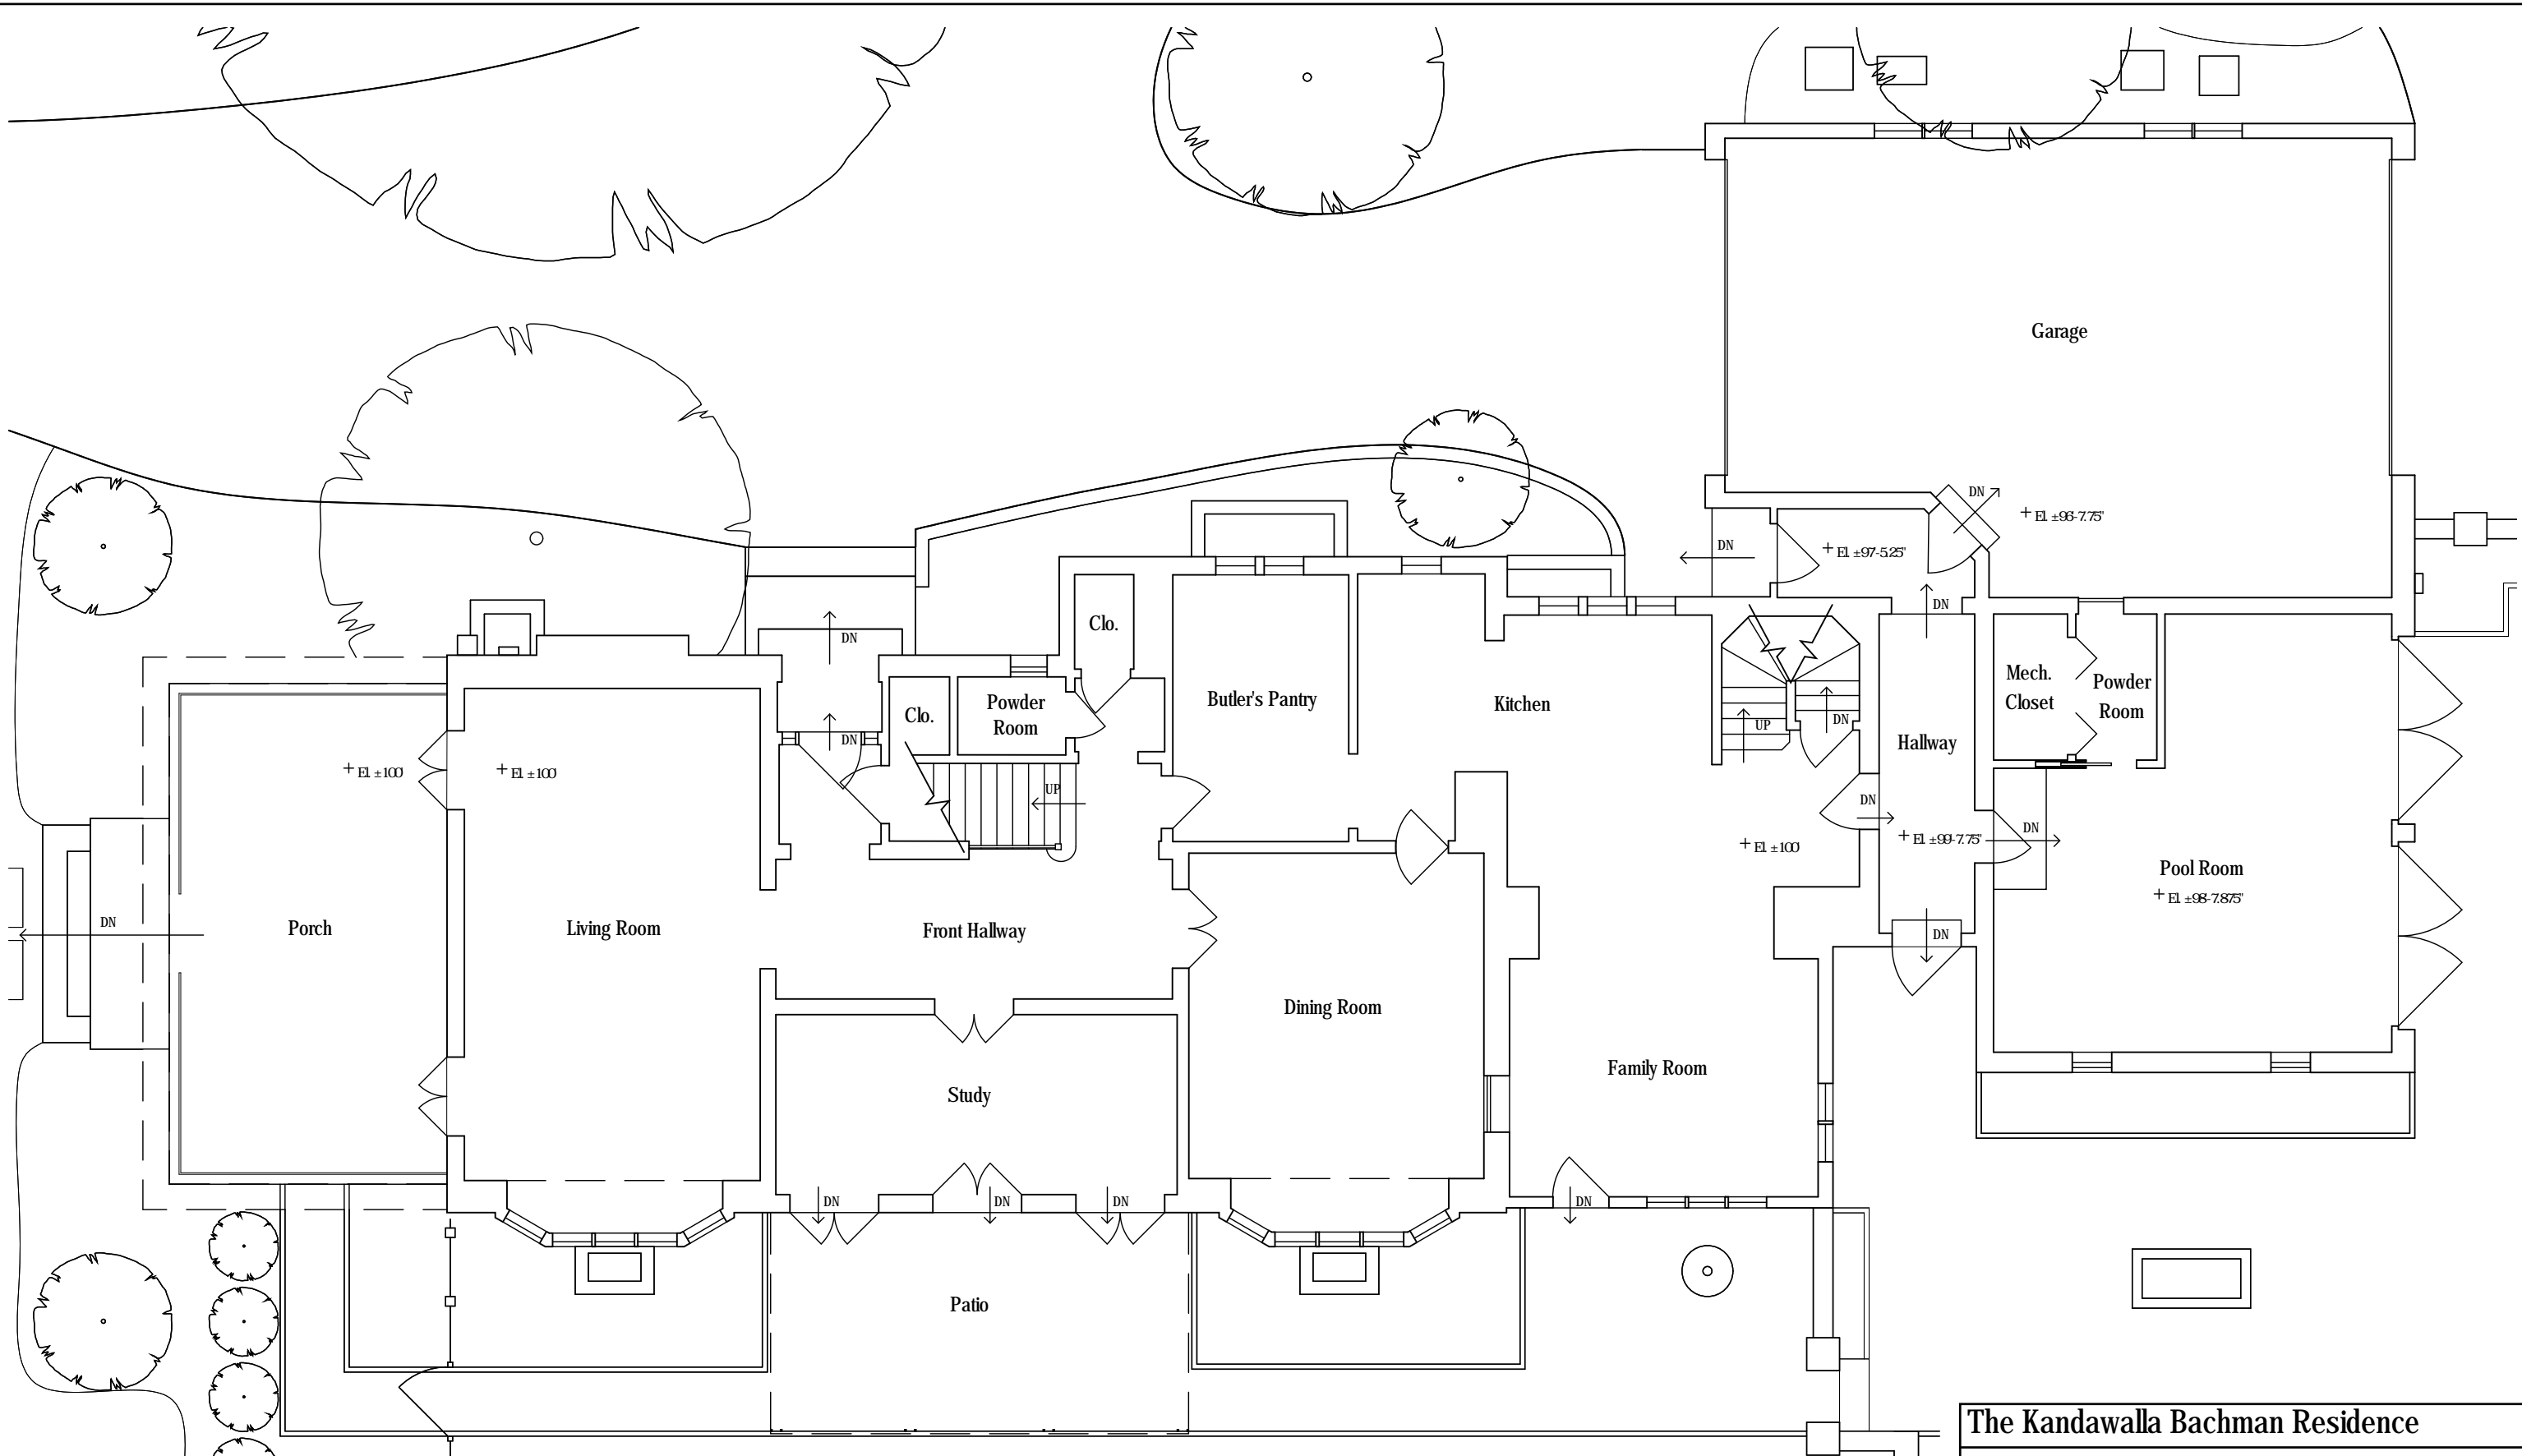 Garage
DN
+ El. ±96-7.75"
DN
+ El. ±97-5.25"
DN
Clo.
DN
Mech.
Closet
Powder
Room
Butler's Pantry
Kitchen
Powder
Room
Clo.
DN
DN
UP
Hallway
DN
+ El. ±100'
+ El. ±100'
UP
DN
+ El. ±100'
+ El. ±99-7.75"
DN
Pool Room
+ El. ±98-7.875"
DN
Porch
Living Room
Front Hallway
DN
Dining Room
Family Room
Study
DN
DN
DN
DN
Patio
The Kandawalla Bachman Residence